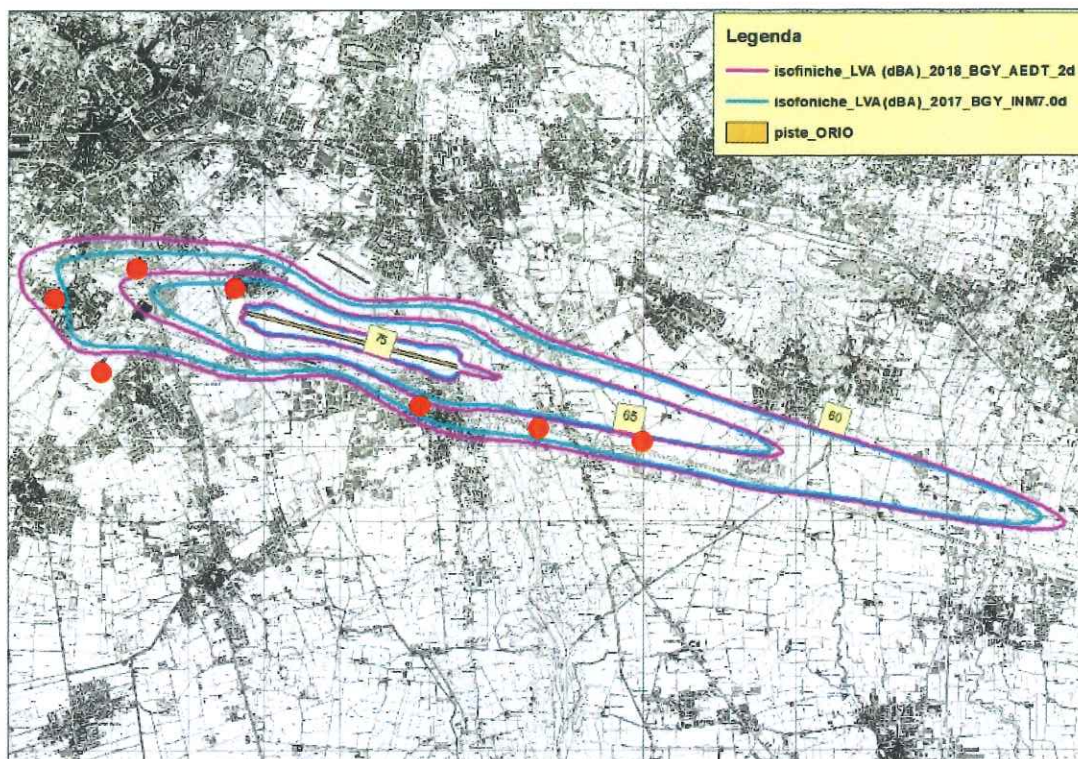 Legenda
isofiniche_LVA (dBA)_2018_BGY_AEDT_2d
isofoniche_LVA(dBA)_2017_BGY_INM7.0d
piste_ORIO
75
65
60